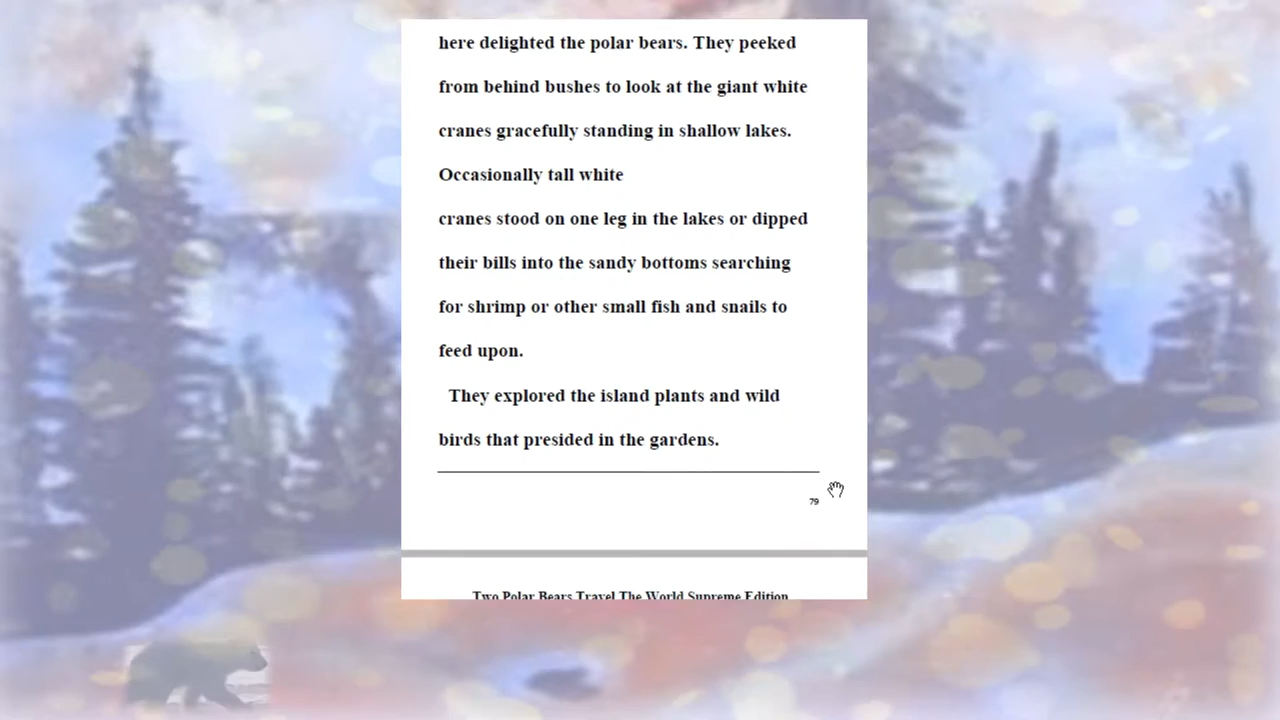 here delighted the polar bears. They peeked
from behind bushes to look at the giant white
cranes gracefully standing in shallow lakes.
Occasionally tall white
cranes stood on one leg in the lakes or dipped
their bills into the sandy bottoms searching
for shrimp or other small fish and snails to
feed upon.
They explored the island plants and wild
birds that presided in the gardens.
79
Two Polar Bears Travel The World Supreme Edition